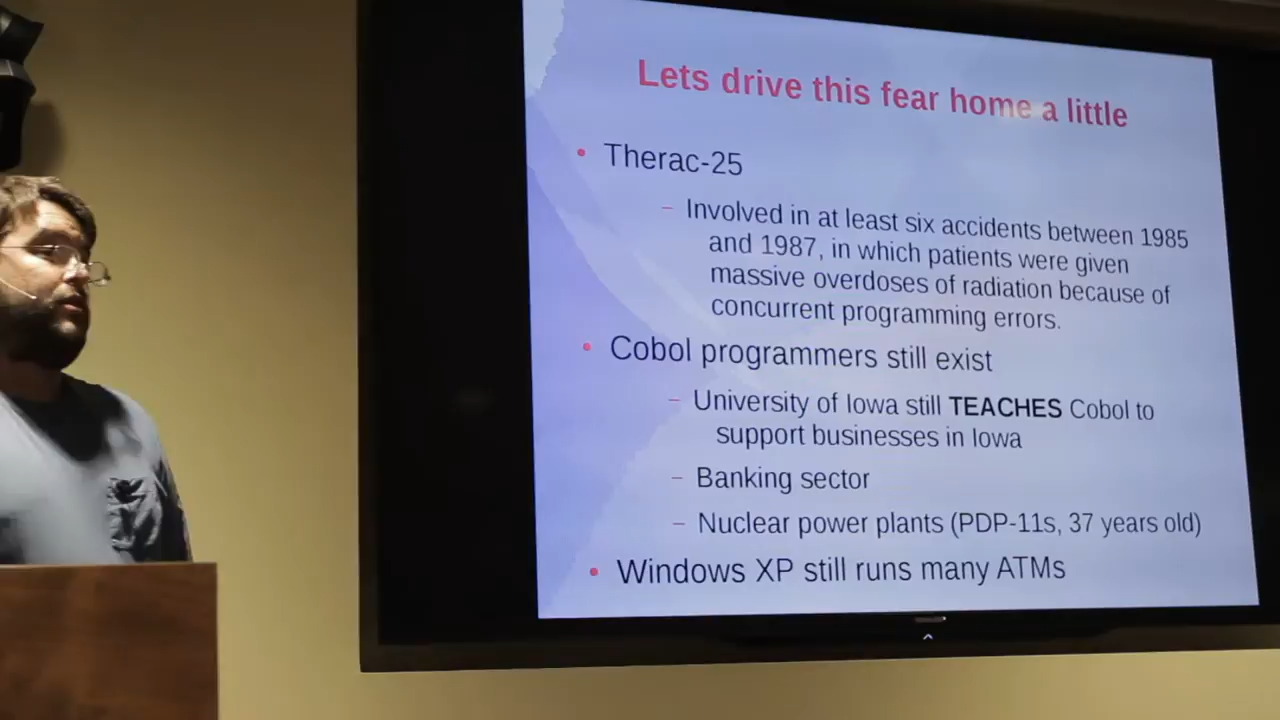 Lets drive this fear home a little
• Therac-25
– Involved in at least six accidents between 1985
and 1987, in which patients were given
massive overdoses of radiation because of
concurrent programming errors.
• Cobol programmers still exist
– University of Iowa still TEACHES Cobol to
support businesses in Iowa
– Banking sector
– Nuclear power plants (PDP-11s, 37 years old)
• Windows XP still runs many ATMs